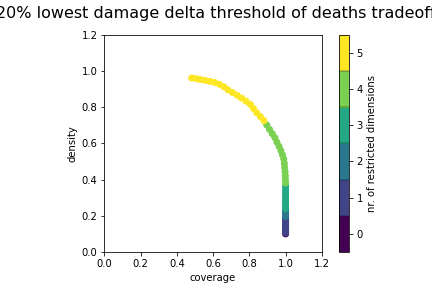 20% lowest damage delta threshold of deaths tradeoff
1.2
1.0
0.8
0.6
0.4
0.2
0.0
density
0.0 0.2 0.4 0.6 0.8 1.0 1.2
coverage
5
4
3
2
1
0
nr. of restricted dimensions